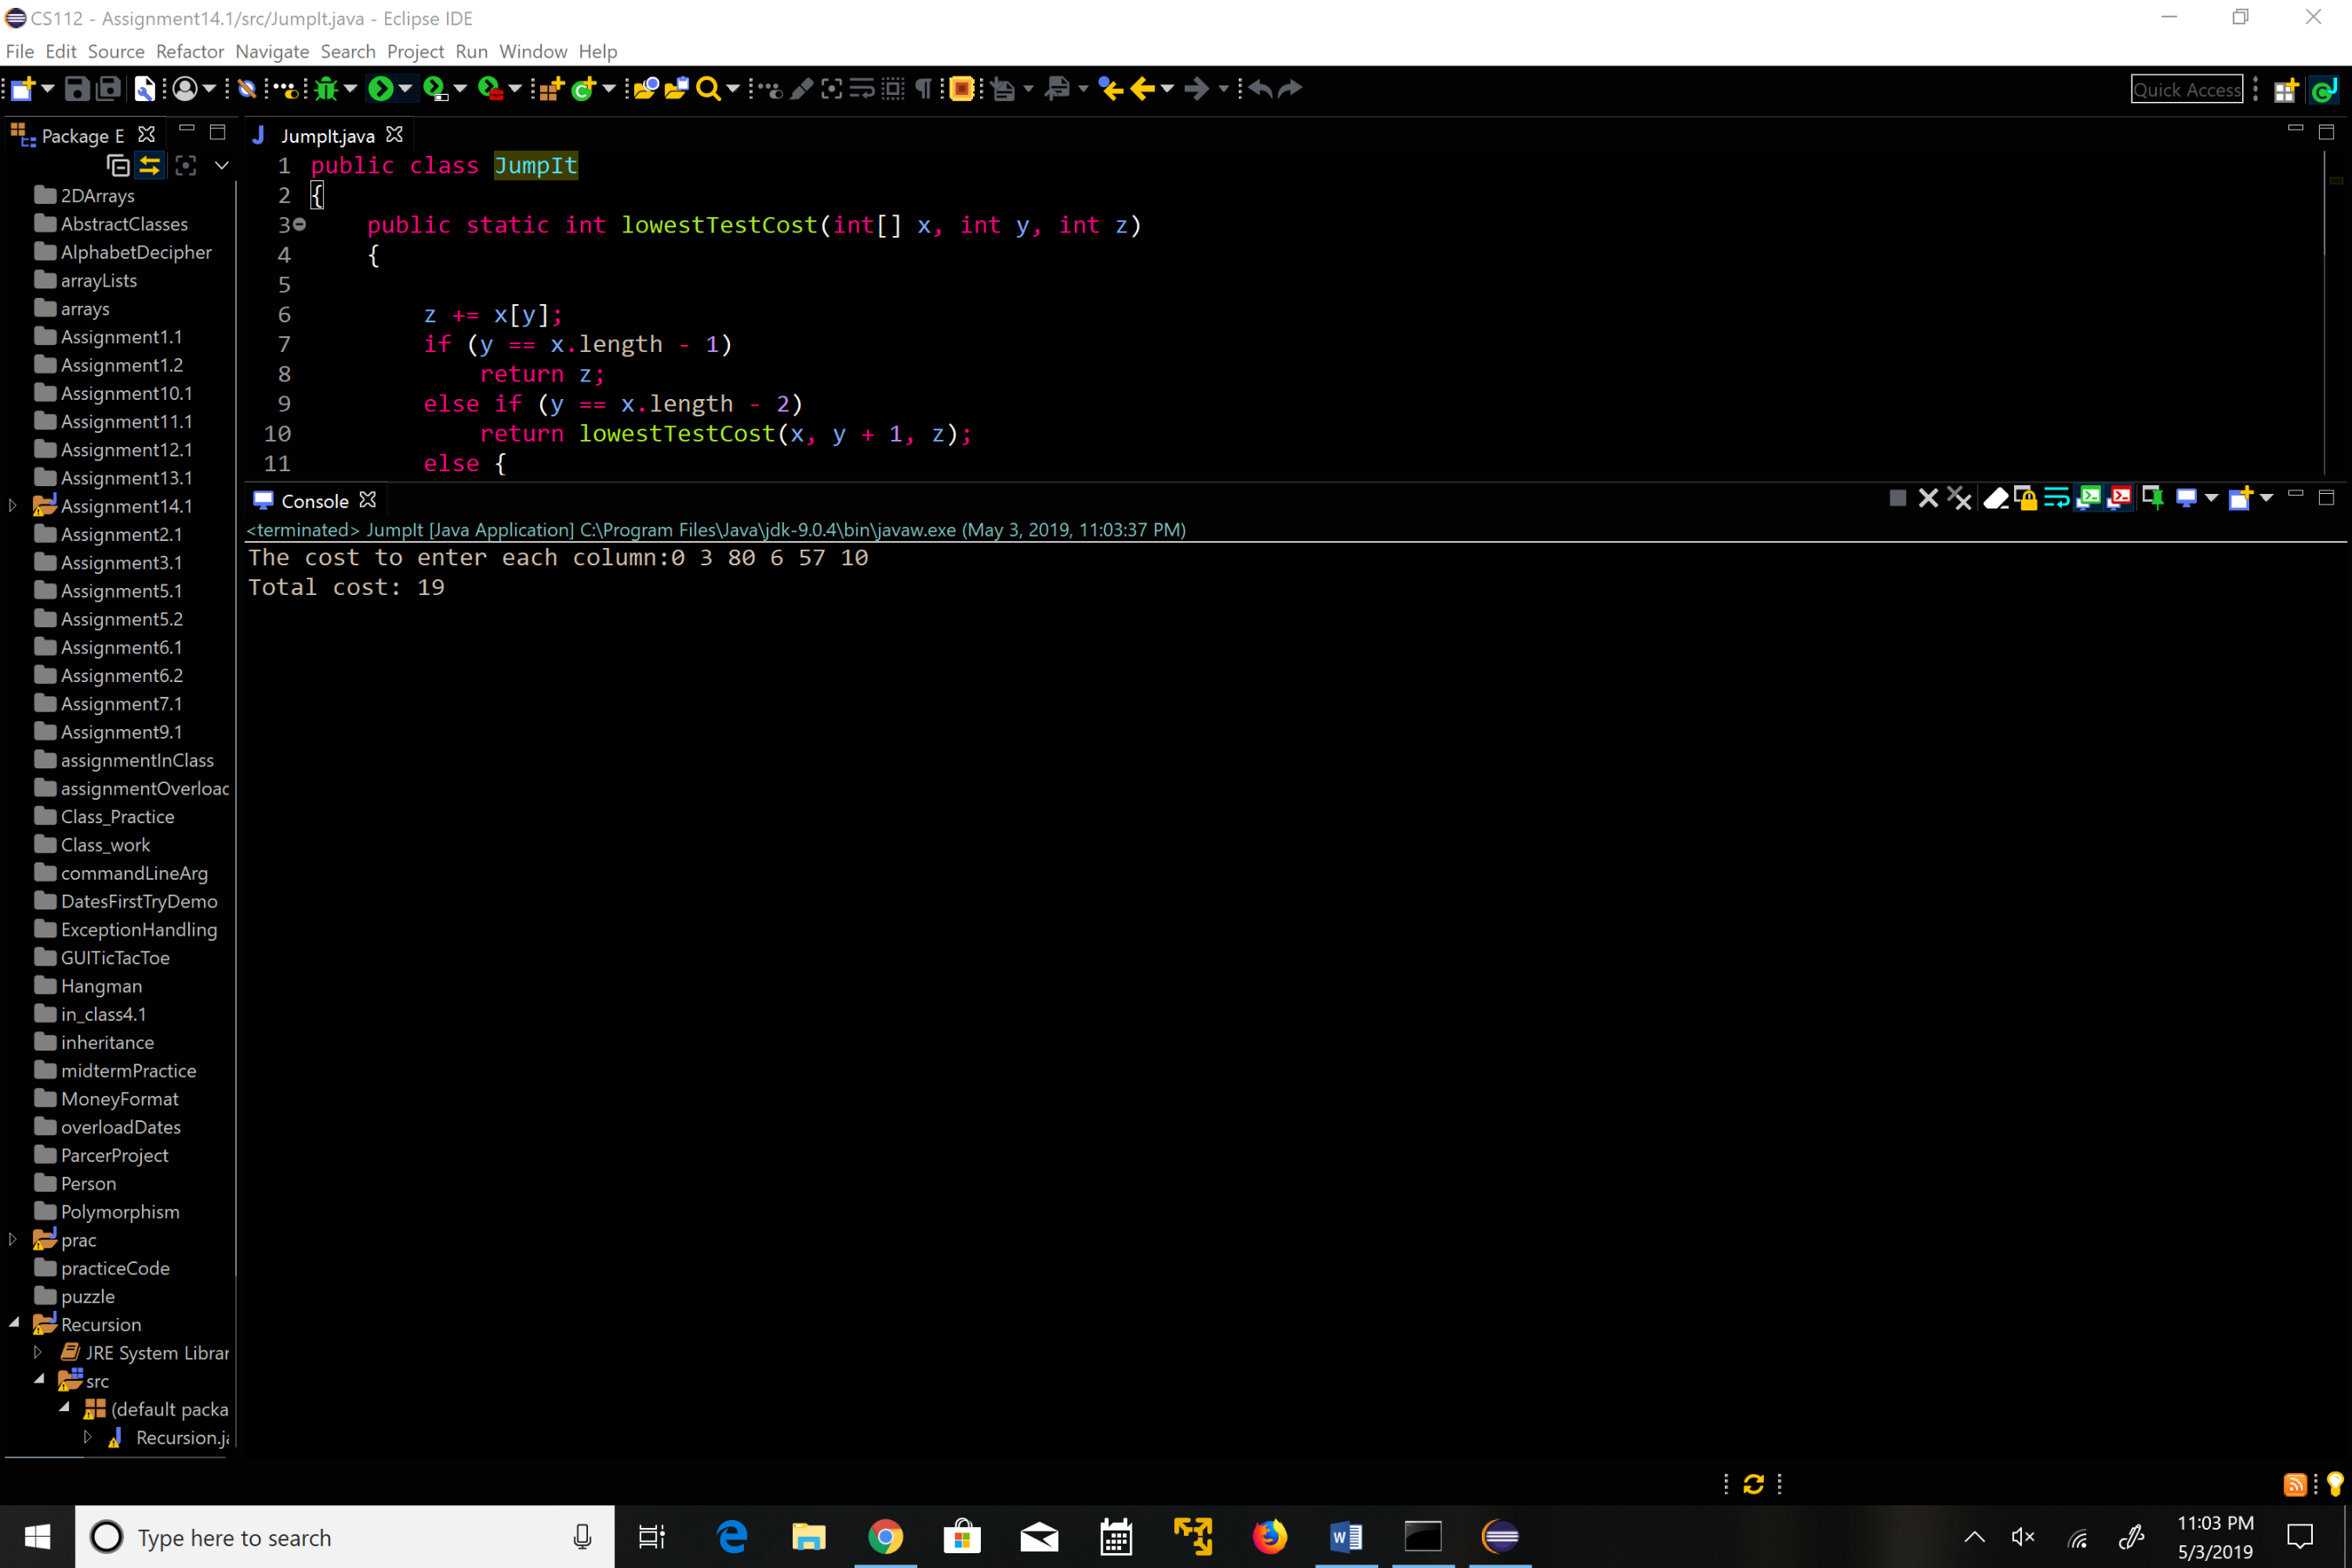 CS112 - Assignment14.1/src/JumpIt.java - Eclipse IDE
File Edit Source Refactor Navigate Search Project Run Window Help
Quick Access
Package E
2DArrays
AbstractClasses
AlphabetDecipher
arrayLists
arrays
Assignment1.1
Assignment1.2
Assignment10.1
Assignment11.1
Assignment12.1
Assignment13.1
Assignment14.1
Assignment2.1
Assignment3.1
Assignment5.1
Assignment5.2
Assignment6.1
Assignment6.2
Assignment7.1
Assignment9.1
assignmentInClass
assignmentOverload
Class_Practice
Class_work
commandLineArg
DatesFirstTryDemo
ExceptionHandling
GUITicTacToe
Hangman
in_class4.1
inheritance
midtermPractice
MoneyFormat
overloadDates
ParcerProject
Person
Polymorphism
prac
practiceCode
puzzle
Recursion
JRE System Librar
src
(default packa
Recursion.ja
JumpIt.java
1 public class JumpIt
2 {
3 public static int lowestTestCost(int[] x, int y, int z)
4 {
5
6 z += x[y];
7 if (y == x.length - 1)
8 return z;
9 else if (y == x.length - 2)
10 return lowestTestCost(x, y + 1, z);
11 else {
Console
<terminated> JumpIt [Java Application] C:\Program Files\Java\jdk-9.0.4\bin\javaw.exe (May 3, 2019, 11:03:37 PM)
The cost to enter each column:0 3 80 6 57 10
Total cost: 19
Type here to search
11:03 PM
5/3/2019